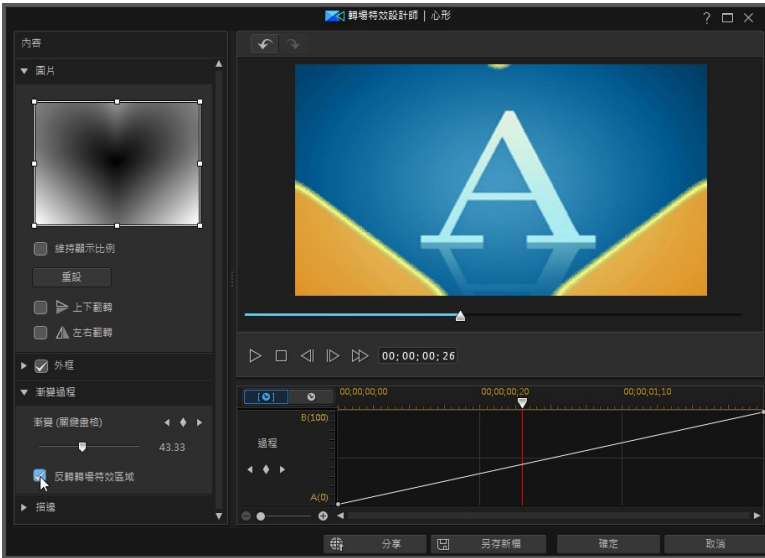 轉場特效設計師 | 心形
內容
圖片
維持顯示比例
重設
上下翻轉
左右翻轉
外框
漸變過程
漸變 (關鍵畫格)
43.33
反轉轉場特效區域
描邊
A
00; 00; 00; 26
00;00;00;00 00;00;00;20 00;00;01;10
B(100)
過程
A(0)
分享 另存新檔 確定 取消